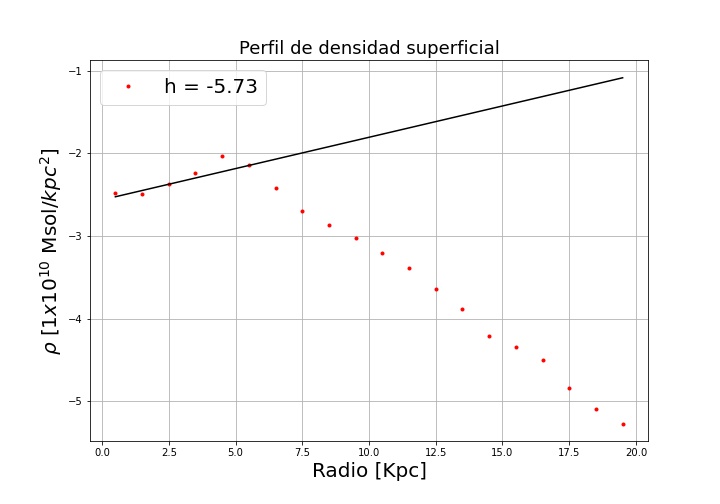 Perfil de densidad superficial
h = -5.73
−1
−2
−3
−4
−5
ρ [1x10^10 Msol/kpc^2]
0.0 2.5 5.0 7.5 10.0 12.5 15.0 17.5 20.0
Radio [Kpc]